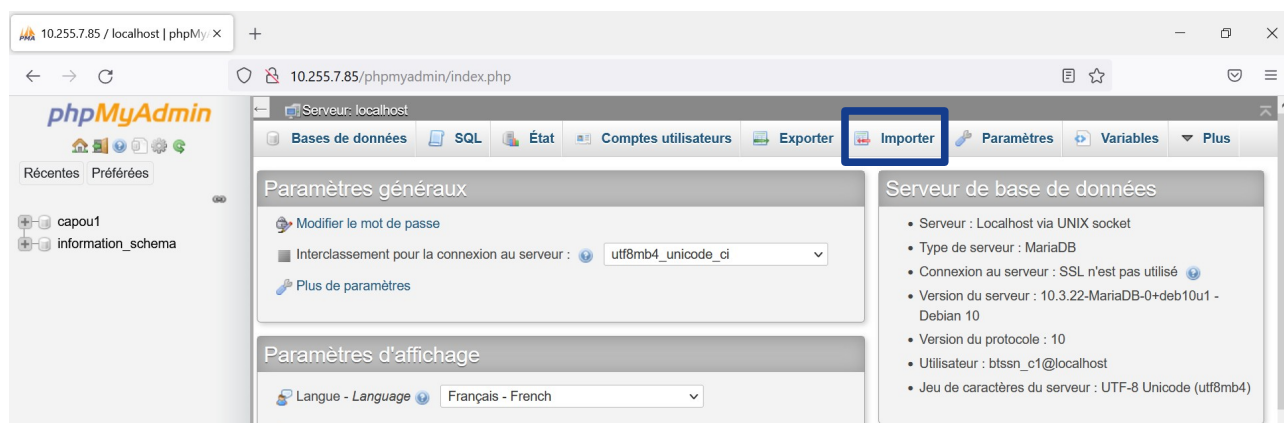 10.255.7.85 / localhost | phpMy
10.255.7.85/phpmyadmin/index.php
phpMyAdmin
Récentes Préférées
capou1
information_schema
Serveur: localhost
Bases de données SQL État Comptes utilisateurs Exporter Importer Paramètres Variables Plus
Paramètres généraux
Modifier le mot de passe
Interclassement pour la connexion au serveur : utf8mb4_unicode_ci
Plus de paramètres
Paramètres d'affichage
Langue - Language Français - French
Serveur de base de données
Serveur : Localhost via UNIX socket
Type de serveur : MariaDB
Connexion au serveur : SSL n'est pas utilisé
Version du serveur : 10.3.22-MariaDB-0+deb10u1 -
Debian 10
Version du protocole : 10
Utilisateur : btssn_c1@localhost
Jeu de caractères du serveur : UTF-8 Unicode (utf8mb4)